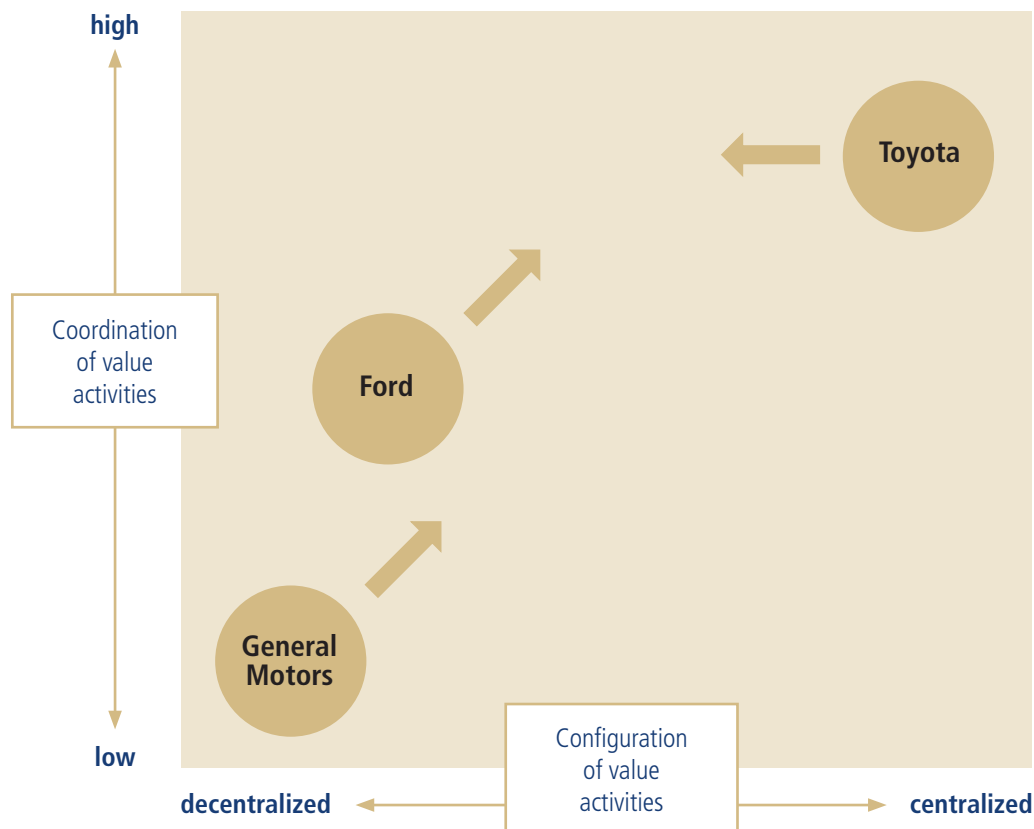 high
Toyota
Coordination
of value
activities
Ford
General
Motors
low
Configuration
of value
activities
decentralized
centralized